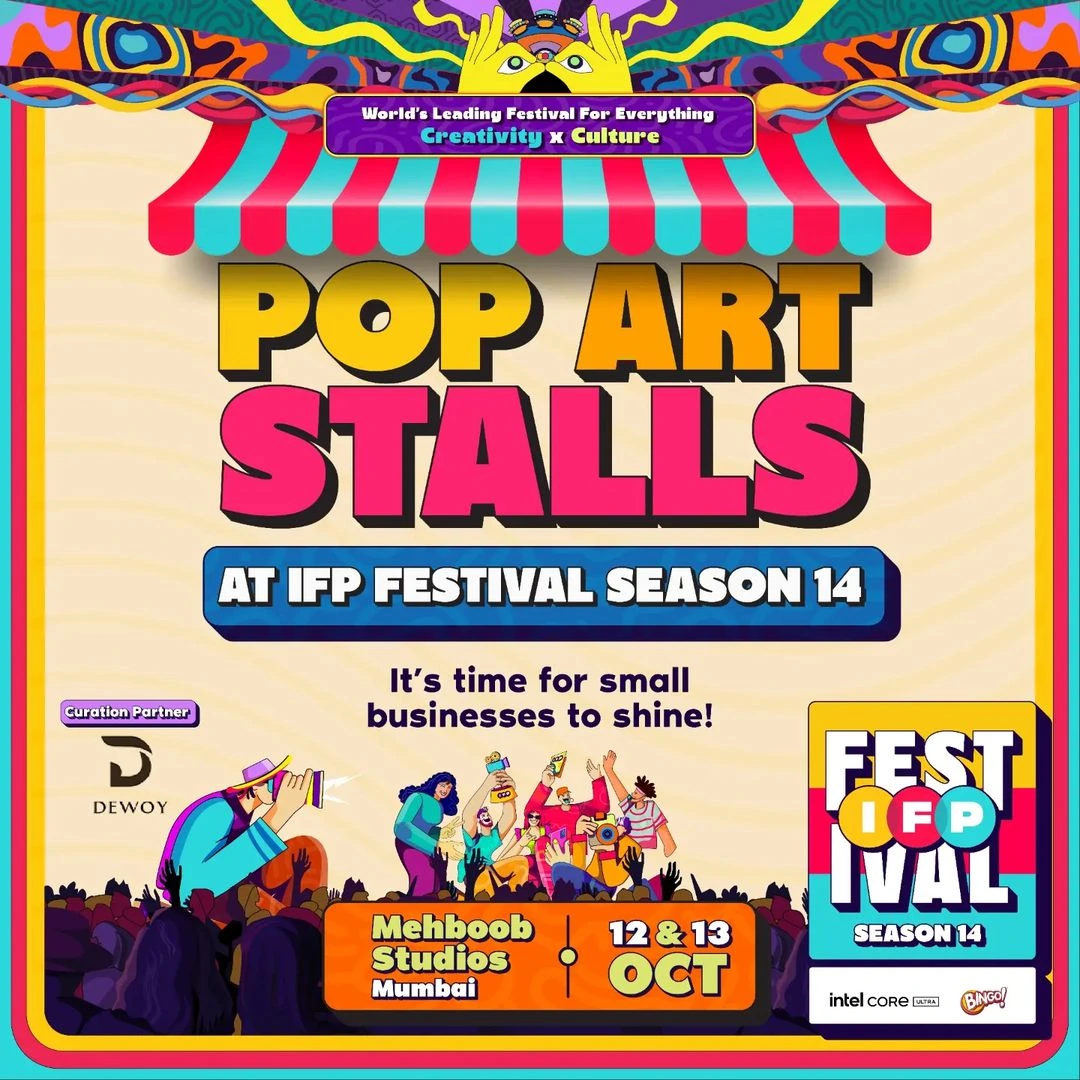 World's Leading Festival For Everything
Creativity x Culture
POP ART
STALLS
AT IFP FESTIVAL SEASON 14
It's time for small
businesses to shine!
Curation Partner
DEWOY
Mehboob
Studios
Mumbai
12 & 13
OCT
FEST
IFP
IVAL
SEASON 14
intel CORE ULTRA
BINGO!